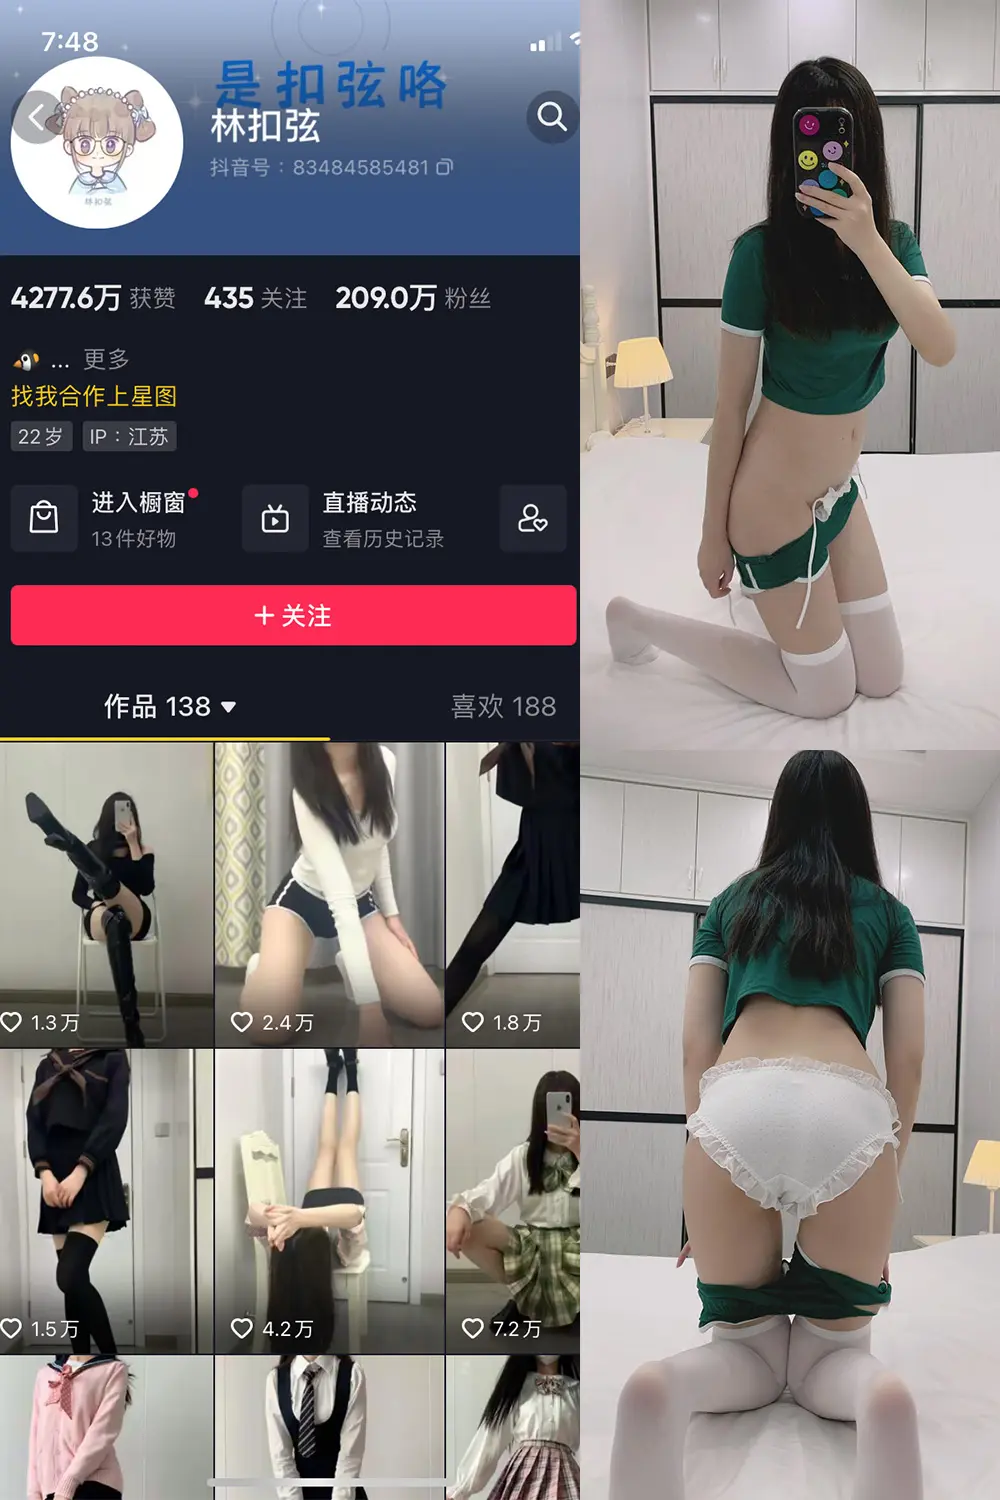 7:48
是扣弦咯
林扣弦
林扣弦
抖音号：83484585481
4277.6万 获赞 435 关注 209.0万 粉丝
... 更多
找我合作上星图
22岁 IP：江苏
进入橱窗 直播动态
13件好物 查看历史记录
+ 关注
作品 138 喜欢 188
1.3万 2.4万 1.8万
1.5万 4.2万 7.2万